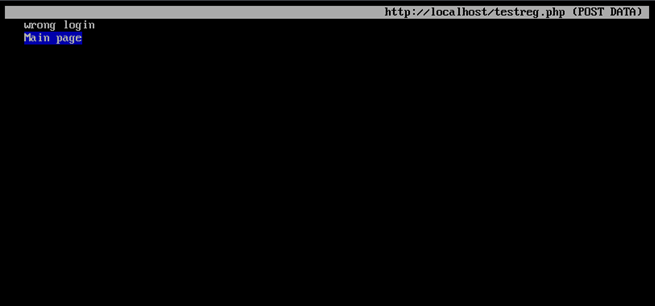 http://localhost/testreg.php (POST DATA)
wrong login
Main page